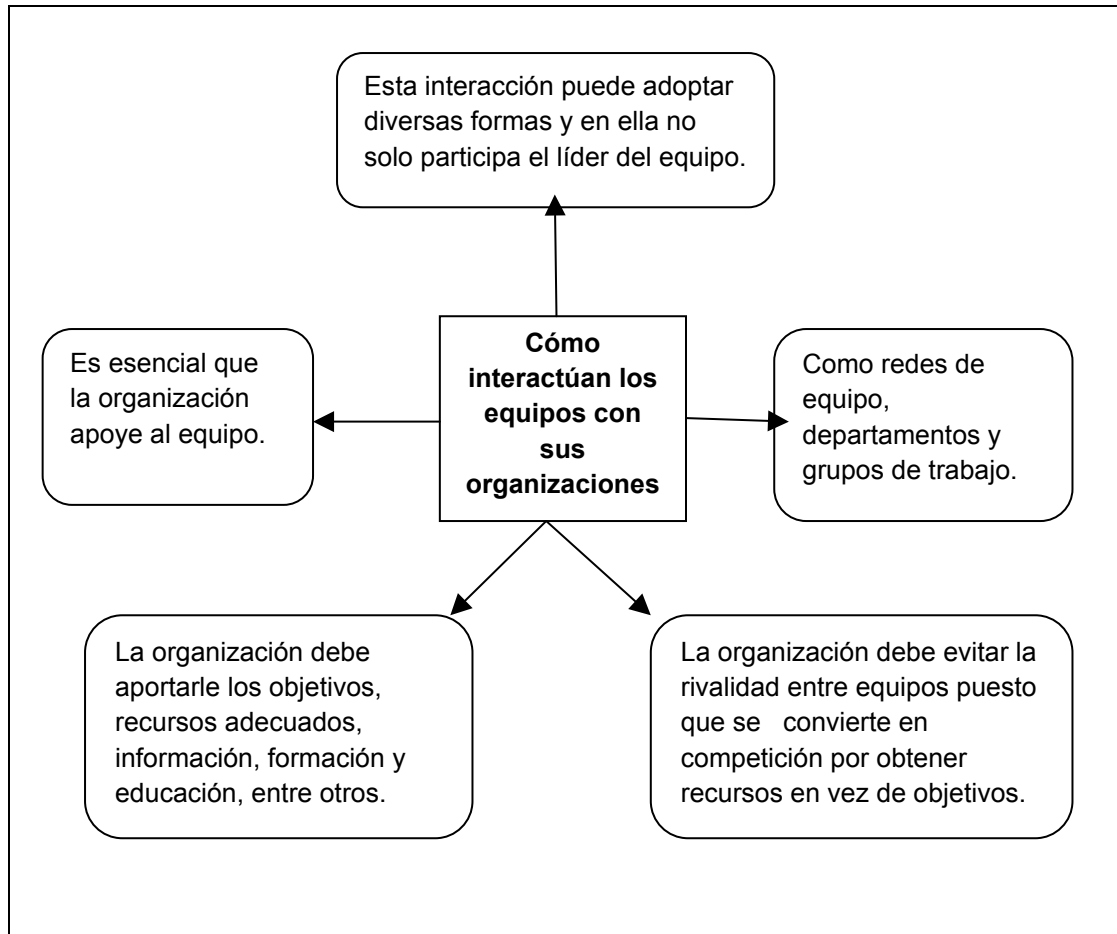 Esta interacción puede adoptar
diversas formas y en ella no
solo participa el líder del equipo.
Es esencial que
la organización
apoye al equipo.
Cómo
interactúan los
equipos con
sus
organizaciones
Como redes de
equipo,
departamentos y
grupos de trabajo.
La organización debe
aportarle los objetivos,
recursos adecuados,
información, formación y
educación, entre otros.
La organización debe evitar la
rivalidad entre equipos puesto
que se   convierte en
competición por obtener
recursos en vez de objetivos.